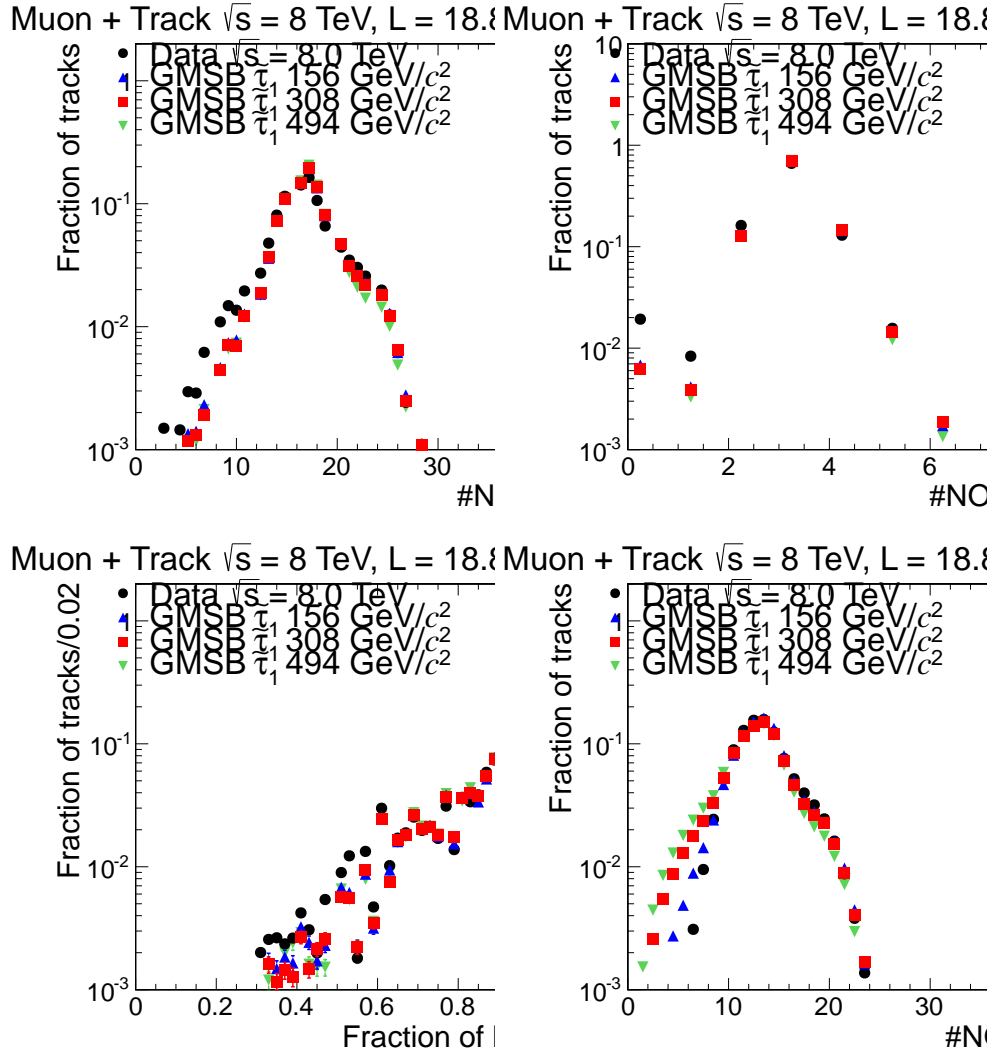 Muon + Track √s = 8 TeV, L = 18.8
Fraction of tracks
Data √s = 8.0 TeV
GMSB τ̃₁ 156 GeV/c²
GMSB τ̃₁ 308 GeV/c²
GMSB τ̃₁ 494 GeV/c²
1
10⁻¹
10⁻²
10⁻³
0 10 20 30
#N
Muon + Track √s = 8 TeV, L = 18.8
Fraction of tracks
Data √s = 8.0 TeV
GMSB τ̃₁ 156 GeV/c²
GMSB τ̃₁ 308 GeV/c²
GMSB τ̃₁ 494 GeV/c²
10
1
10⁻¹
10⁻²
10⁻³
0 2 4 6
#NO
Muon + Track √s = 8 TeV, L = 18.8
Fraction of tracks/0.02
Data √s = 8.0 TeV
GMSB τ̃₁ 156 GeV/c²
GMSB τ̃₁ 308 GeV/c²
GMSB τ̃₁ 494 GeV/c²
1
10⁻¹
10⁻²
10⁻³
0 0.2 0.4 0.6 0.8
Fraction of
Muon + Track √s = 8 TeV, L = 18.8
Fraction of tracks
Data √s = 8.0 TeV
GMSB τ̃₁ 156 GeV/c²
GMSB τ̃₁ 308 GeV/c²
GMSB τ̃₁ 494 GeV/c²
1
10⁻¹
10⁻²
10⁻³
0 10 20 30
#NO